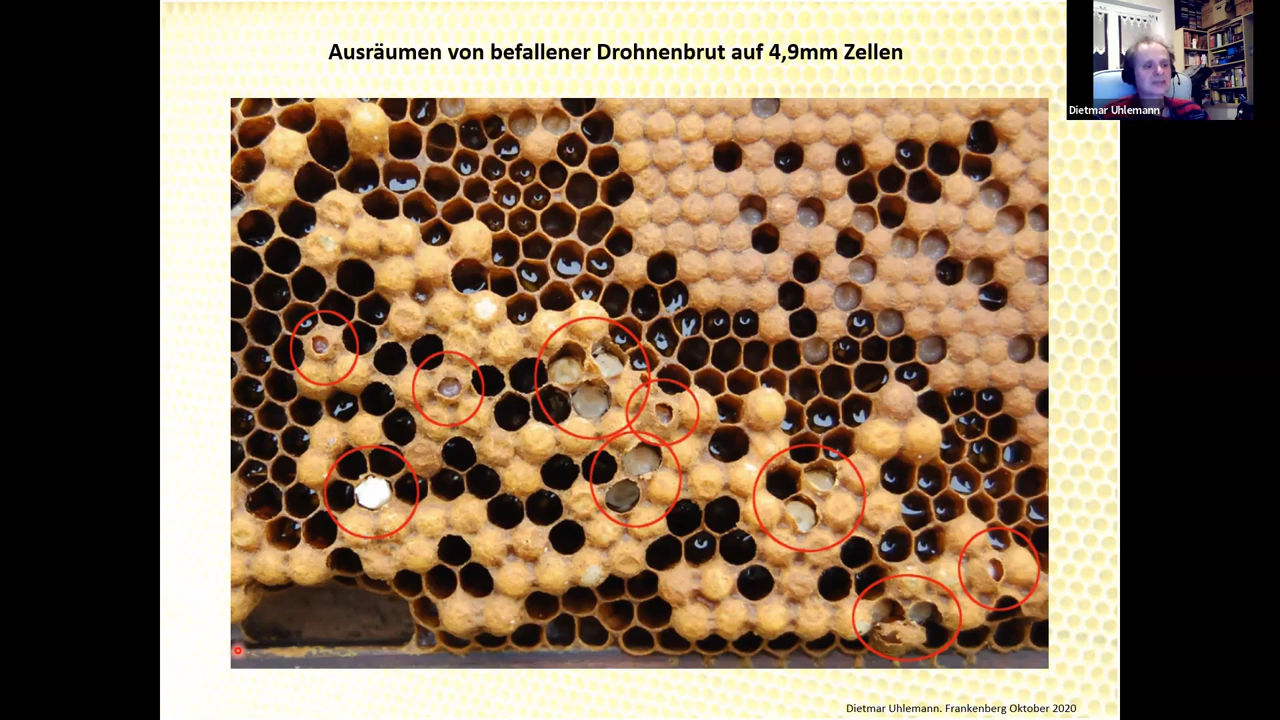 Ausräumen von befallener Drohnenbrut auf 4,9mm Zellen
Dietmar Uhlemann
Dietmar Uhlemann. Frankenberg Oktober 2020